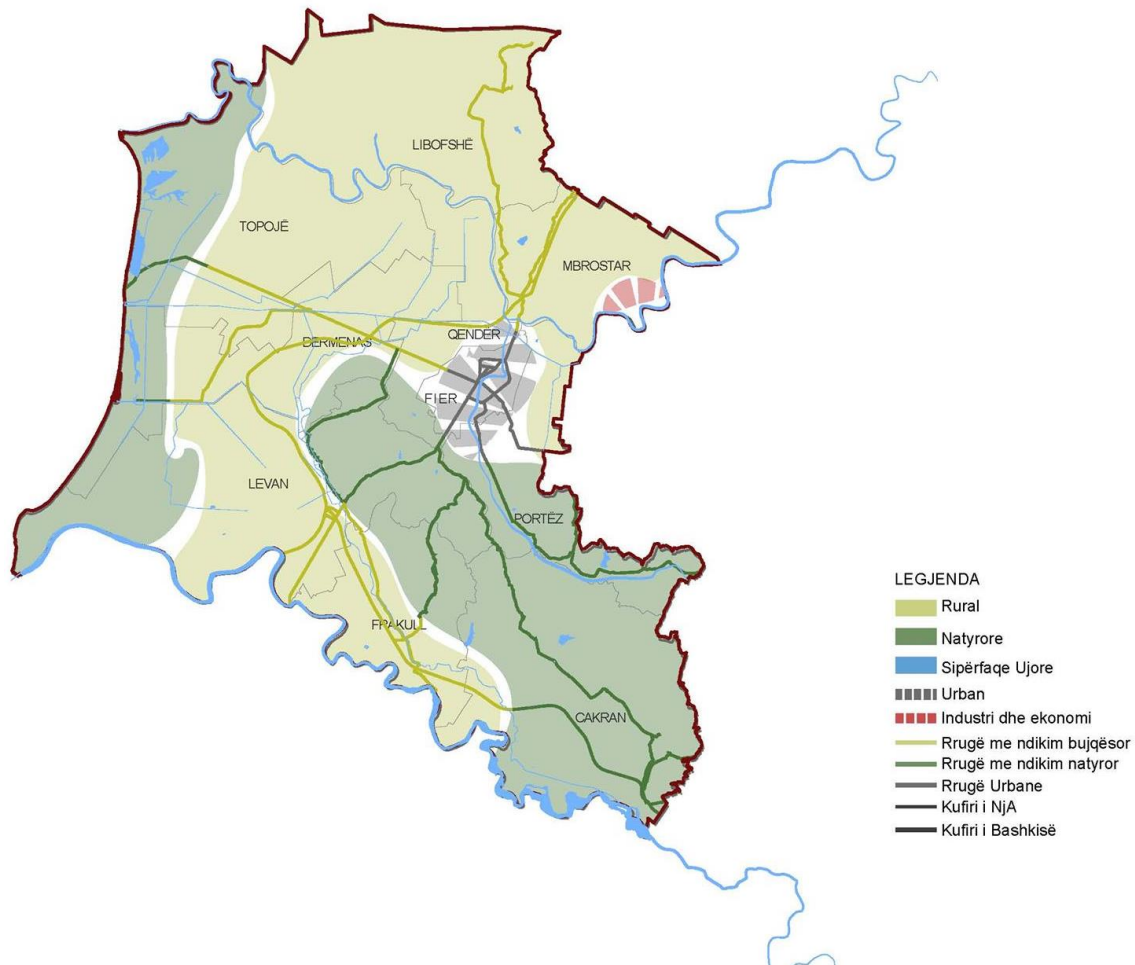 LIBOFSHË
TOPOJË
MBROSTAR
QENDËR
DERMENAS
FIER
LEVAN
PORTËZ
FRAKULL
CAKRAN
LEGJENDA
Rural
Natyrore
Sipërfaqe Ujore
Urban
Industri dhe ekonomi
Rrugë me ndikim bujqësor
Rrugë me ndikim natyror
Rrugë Urbane
Kufiri i NjA
Kufiri i Bashkisë